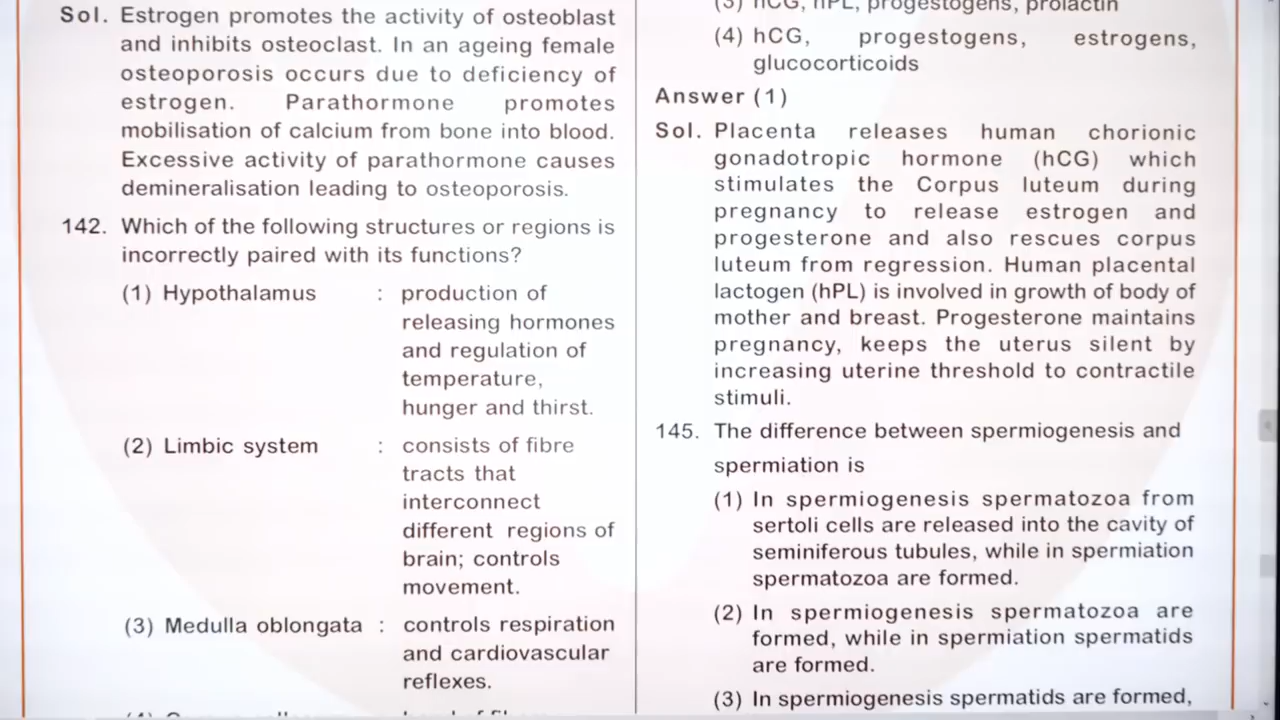 Sol. Estrogen promotes the activity of osteoblast
and inhibits osteoclast. In an ageing female
osteoporosis occurs due to deficiency of
estrogen. Parathormone promotes
mobilisation of calcium from bone into blood.
Excessive activity of parathormone causes
demineralisation leading to osteoporosis.
142. Which of the following structures or regions is
incorrectly paired with its functions?
(1) Hypothalamus : production of
releasing hormones
and regulation of
temperature,
hunger and thirst.
(2) Limbic system : consists of fibre
tracts that
interconnect
different regions of
brain; controls
movement.
(3) Medulla oblongata : controls respiration
and cardiovascular
reflexes.
(3) hCG, hPL, progestogens, prolactin
(4) hCG, progestogens, estrogens,
glucocorticoids
Answer (1)
Sol. Placenta releases human chorionic
gonadotropic hormone (hCG) which
stimulates the Corpus luteum during
pregnancy to release estrogen and
progesterone and also rescues corpus
luteum from regression. Human placental
lactogen (hPL) is involved in growth of body of
mother and breast. Progesterone maintains
pregnancy, keeps the uterus silent by
increasing uterine threshold to contractile
stimuli.
145. The difference between spermiogenesis and
spermiation is
(1) In spermiogenesis spermatozoa from
sertoli cells are released into the cavity of
seminiferous tubules, while in spermiation
spermatozoa are formed.
(2) In spermiogenesis spermatozoa are
formed, while in spermiation spermatids
are formed.
(3) In spermiogenesis spermatids are formed,